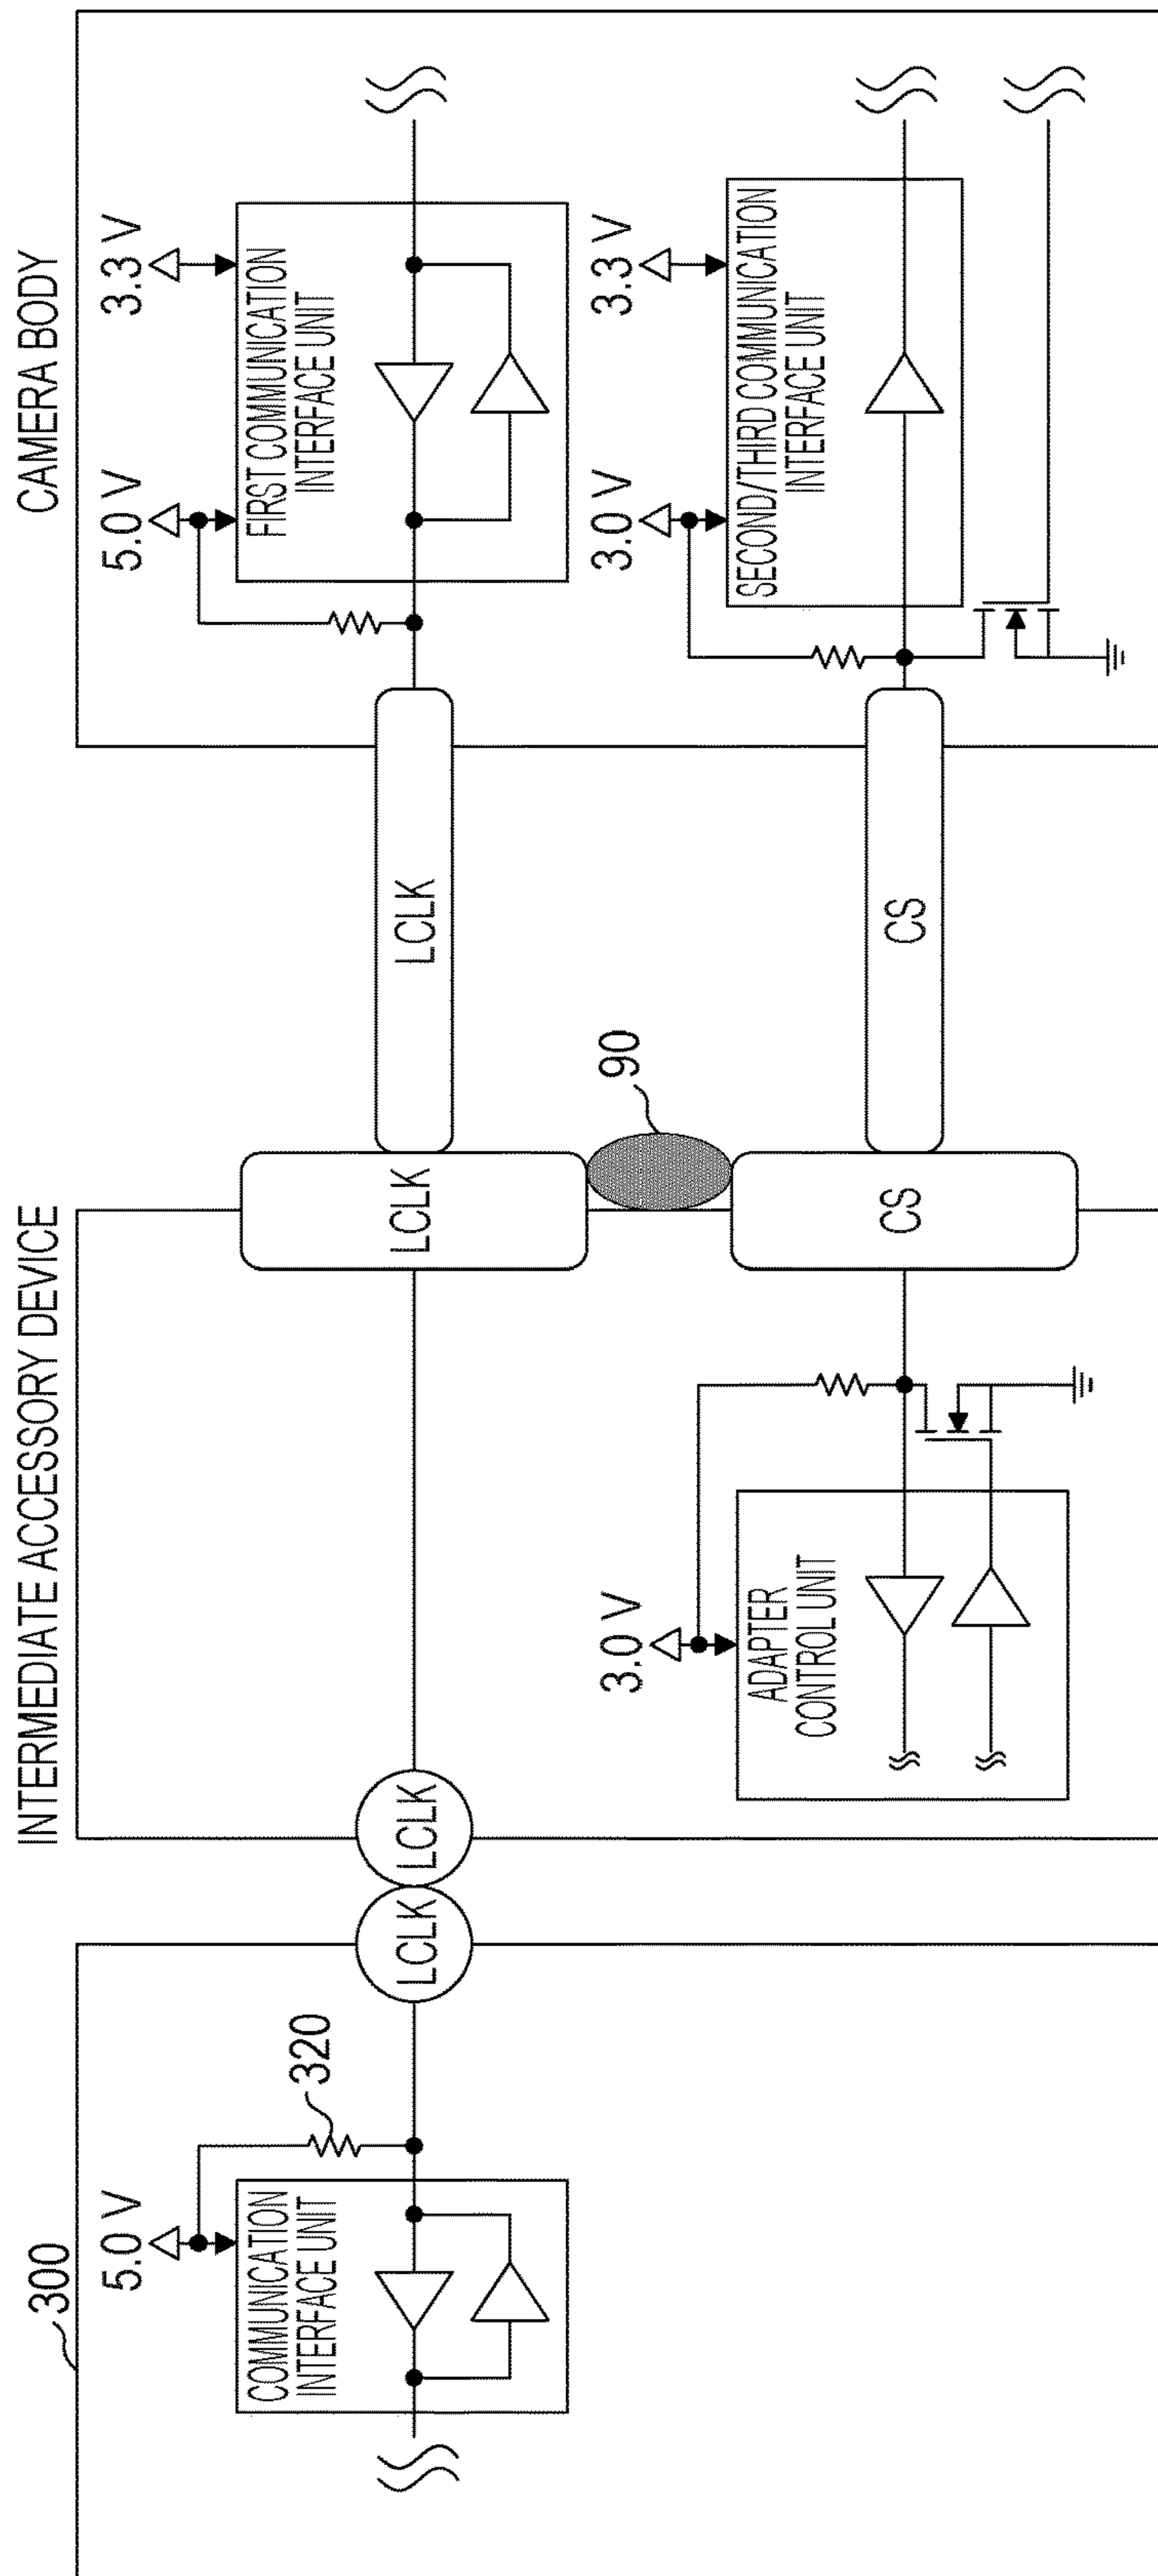 300
5.0 V
COMMUNICATION
INTERFACE UNIT
320
LCLK
INTERMEDIATE ACCESSORY DEVICE
LCLK
3.0 V
ADAPTER
CONTROL UNIT
LCLK
90
CS
LCLK
CS
CAMERA BODY
5.0 V
3.3 V
FIRST COMMUNICATION
INTERFACE UNIT
3.0 V
3.3 V
SECOND/THIRD COMMUNICATION
INTERFACE UNIT